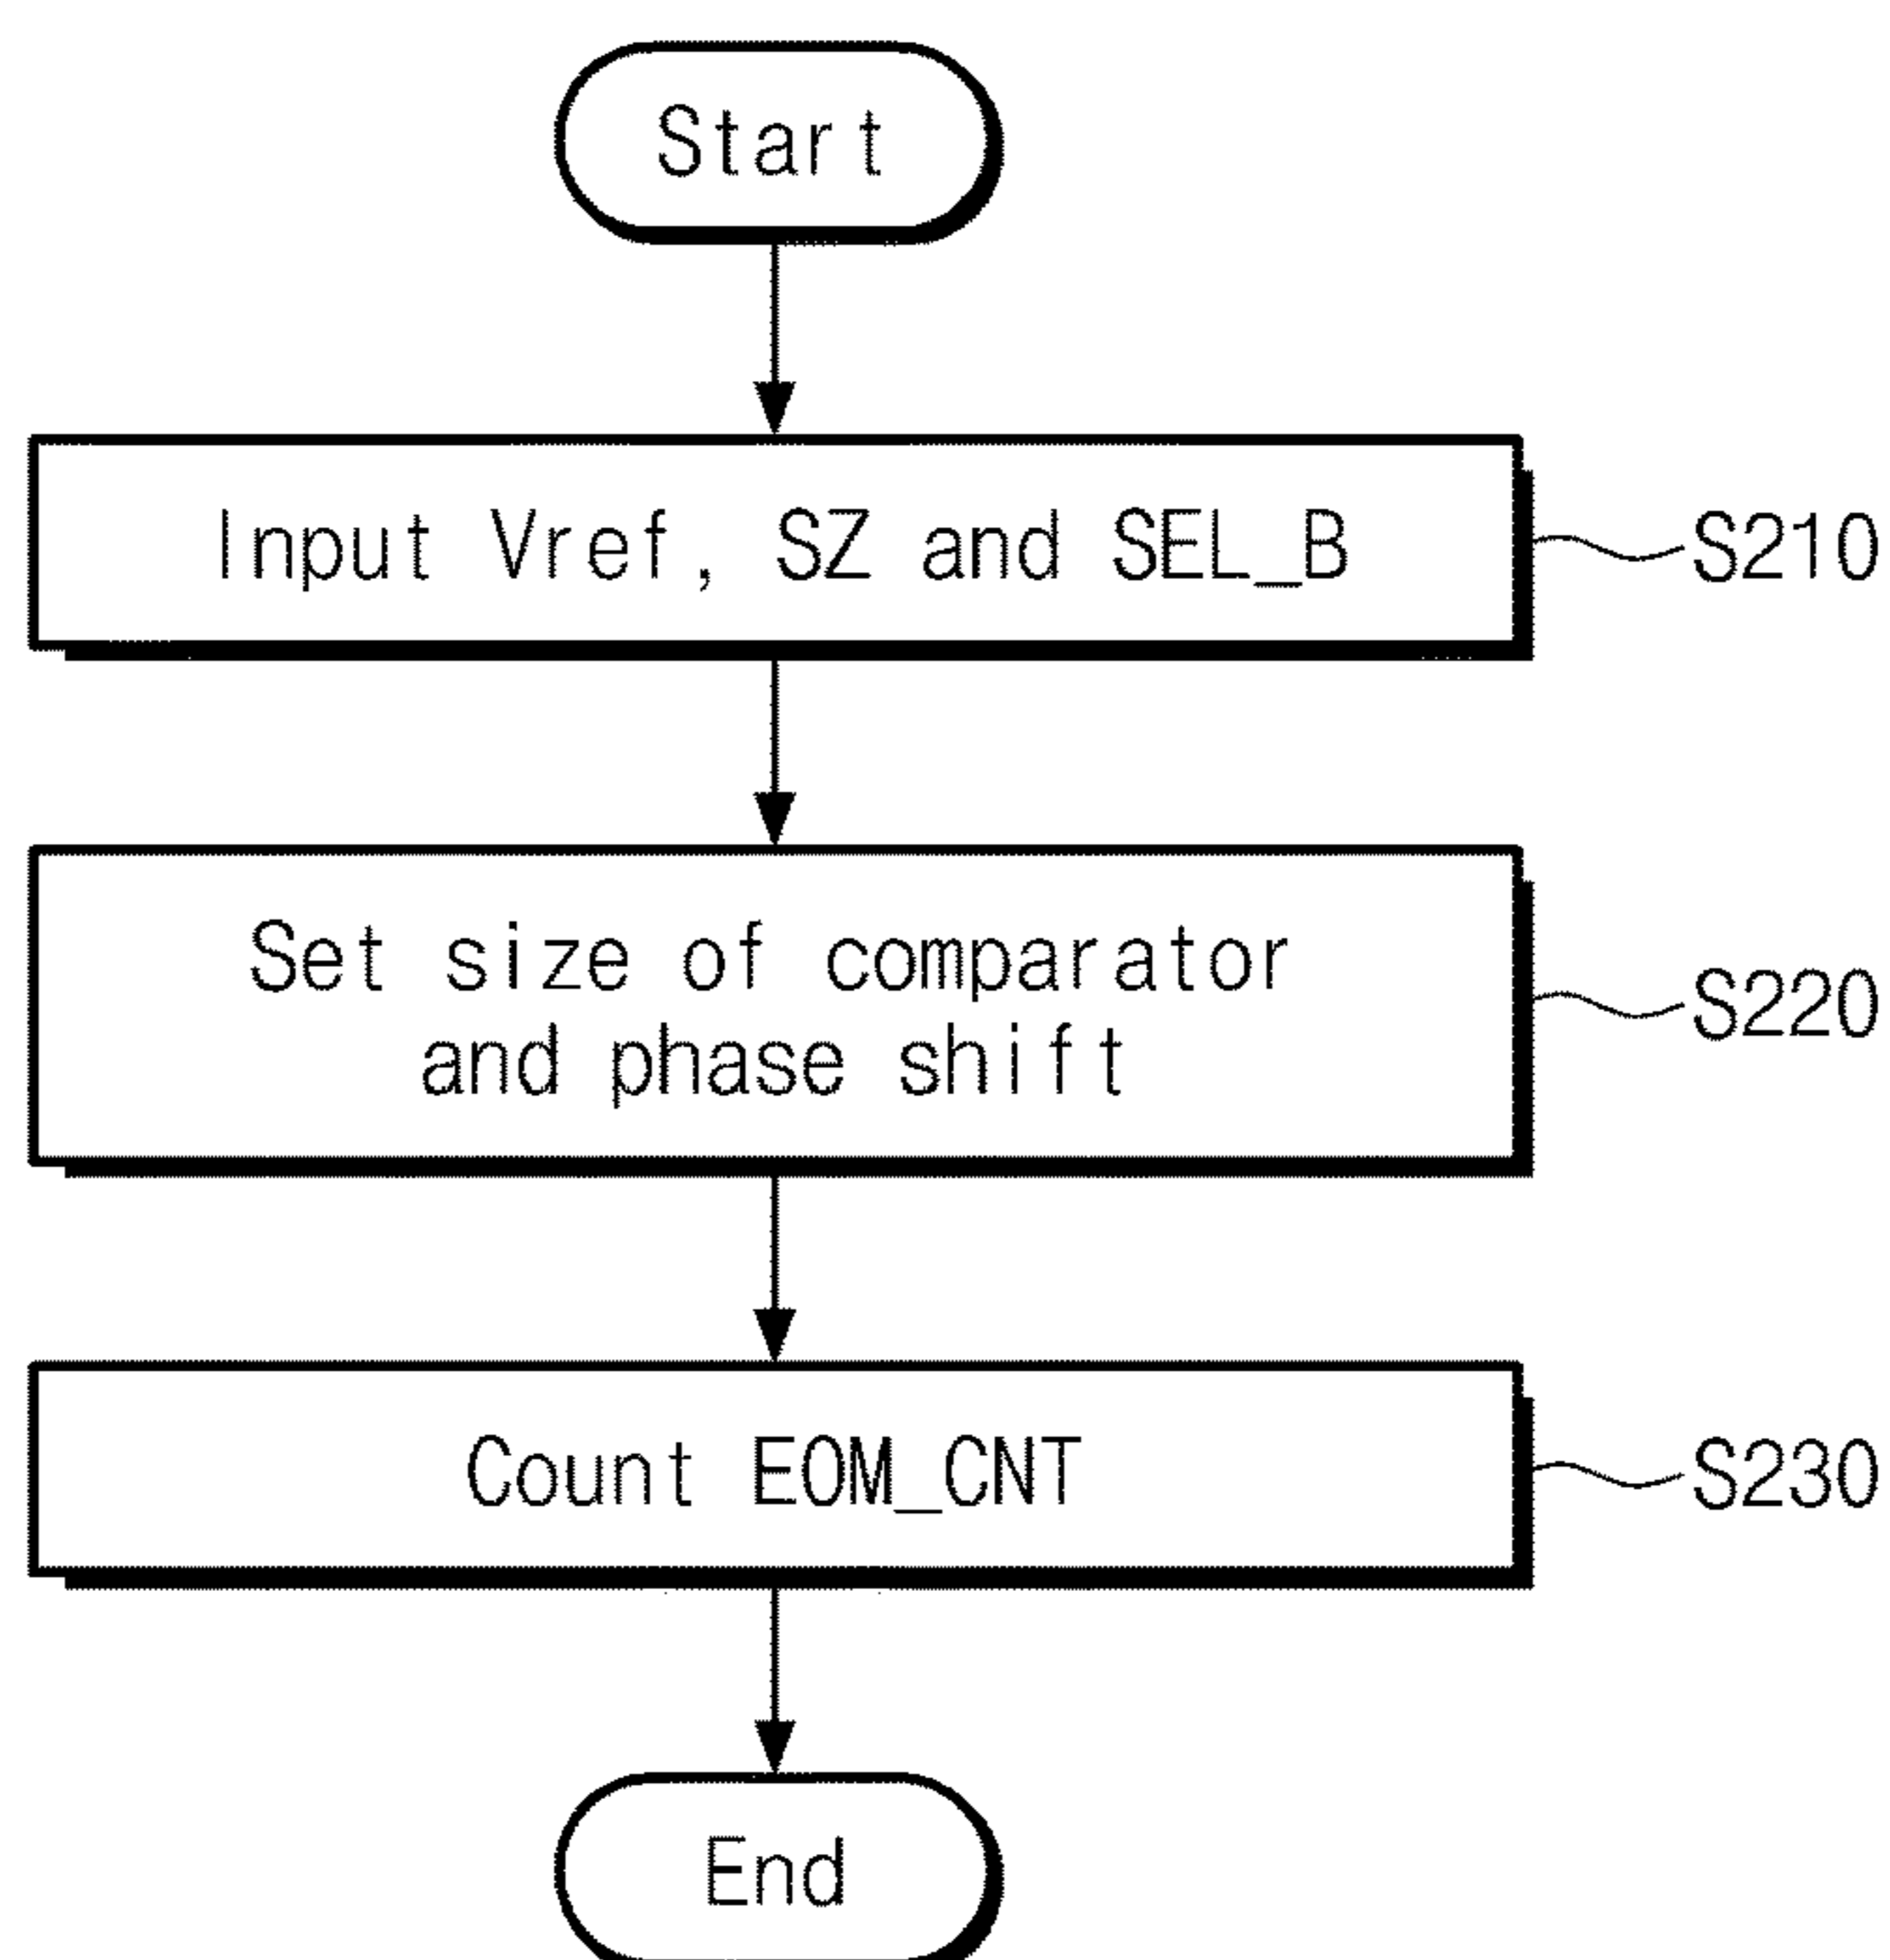 Start
Input Vref, SZ and SEL_B
S210
Set size of comparator
and phase shift
S220
Count EOM_CNT
S230
End